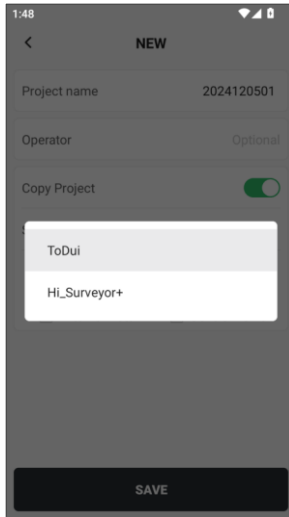 1:48
NEW
Project name 2024120501
Operator Optional
Copy Project
ToDui
Hi_Surveyor+
SAVE